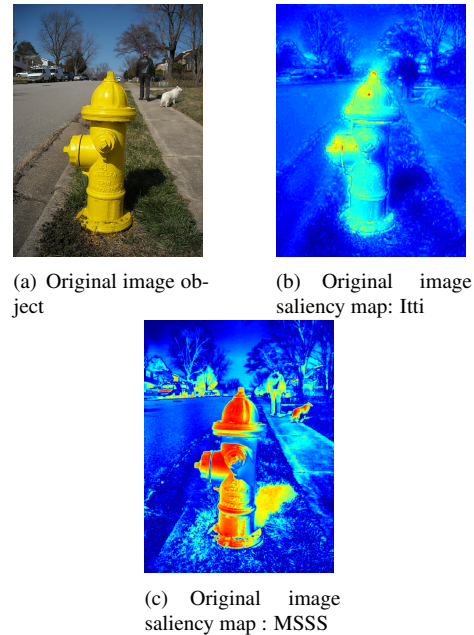 (a) Original image ob-
ject
(b) Original image
saliency map: Itti
(c) Original image
saliency map : MSSS